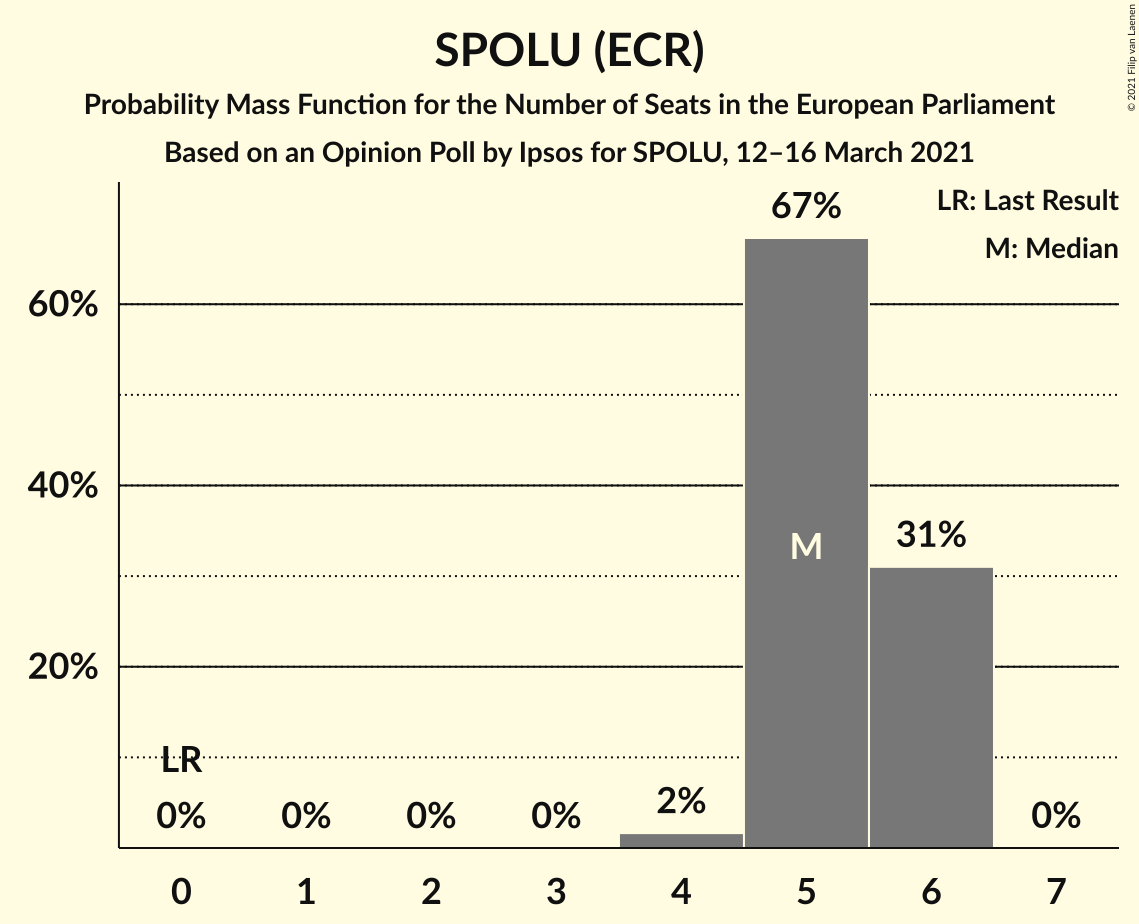 SPOLU (ECR)
Probability Mass Function for the Number of Seats in the European Parliament
Based on an Opinion Poll by Ipsos for SPOLU, 12–16 March 2021
© 2021 Filip van Laenen
LR: Last Result
M: Median
60%
40%
20%
67%
31%
M
LR
0%
0%
0%
0%
2%
0%
0
1
2
3
4
5
6
7